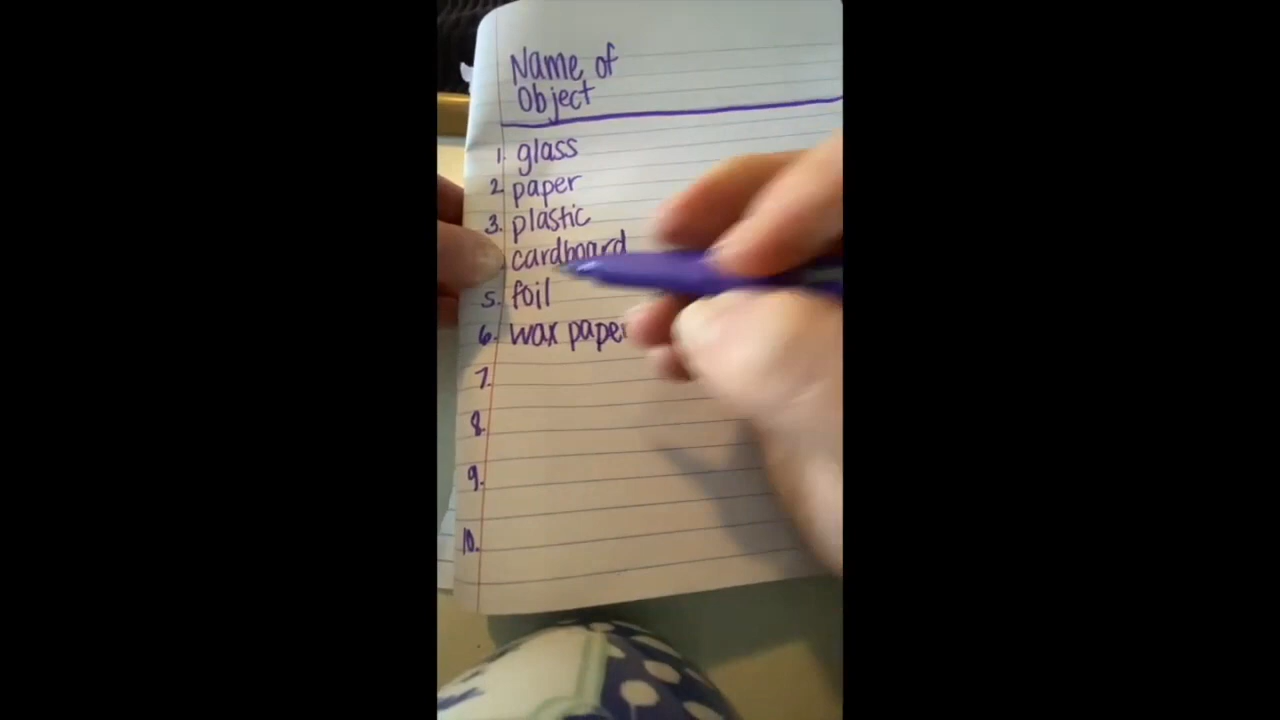 Name of
Object
1. glass
2. paper
3. plastic
. cardboard
5. foil
6. wax paper
7.
8.
9.
10.